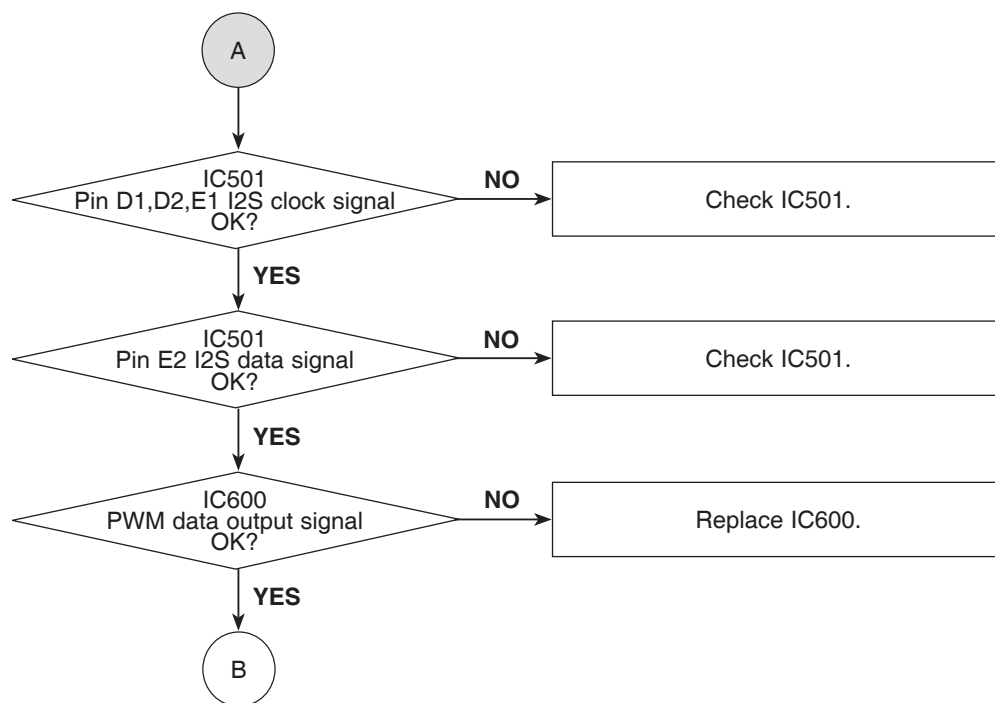 A
IC501
Pin D1,D2,E1 I2S clock signal
OK?
NO
Check IC501.
YES
IC501
Pin E2 I2S data signal
OK?
NO
Check IC501.
YES
IC600
PWM data output signal
OK?
NO
Replace IC600.
YES
B